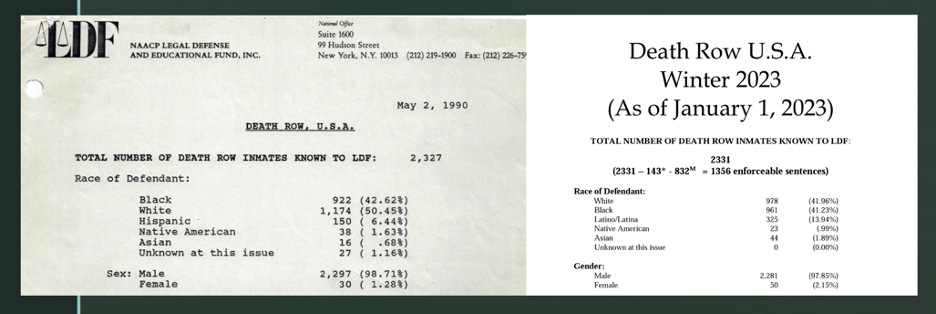 LDF
NAACP LEGAL DEFENSE
AND EDUCATIONAL FUND, INC.
National Office
Suite 1600
99 Hudson Street
New York, N.Y. 10013 (212) 219-1900 Fax: (212) 226-75
May 2, 1990
DEATH ROW, U.S.A.
TOTAL NUMBER OF DEATH ROW INMATES KNOWN TO LDF: 2,327
Race of Defendant:
Black 922 (42.62%)
White 1,174 (50.45%)
Hispanic 150 ( 6.44%)
Native American 38 ( 1.63%)
Asian 16 ( .68%)
Unknown at this issue 27 ( 1.16%)
Sex: Male 2,297 (98.71%)
Female 30 ( 1.28%)
Death Row U.S.A.
Winter 2023
(As of January 1, 2023)
TOTAL NUMBER OF DEATH ROW INMATES KNOWN TO LDF:
2331
(2331 – 143* - 832M = 1356 enforceable sentences)
Race of Defendant:
White 978 (41.96%)
Black 961 (41.23%)
Latino/Latina 325 (13.94%)
Native American 23 (.99%)
Asian 44 (1.89%)
Unknown at this issue 0 (0.00%)
Gender:
Male 2,281 (97.85%)
Female 50 (2.15%)